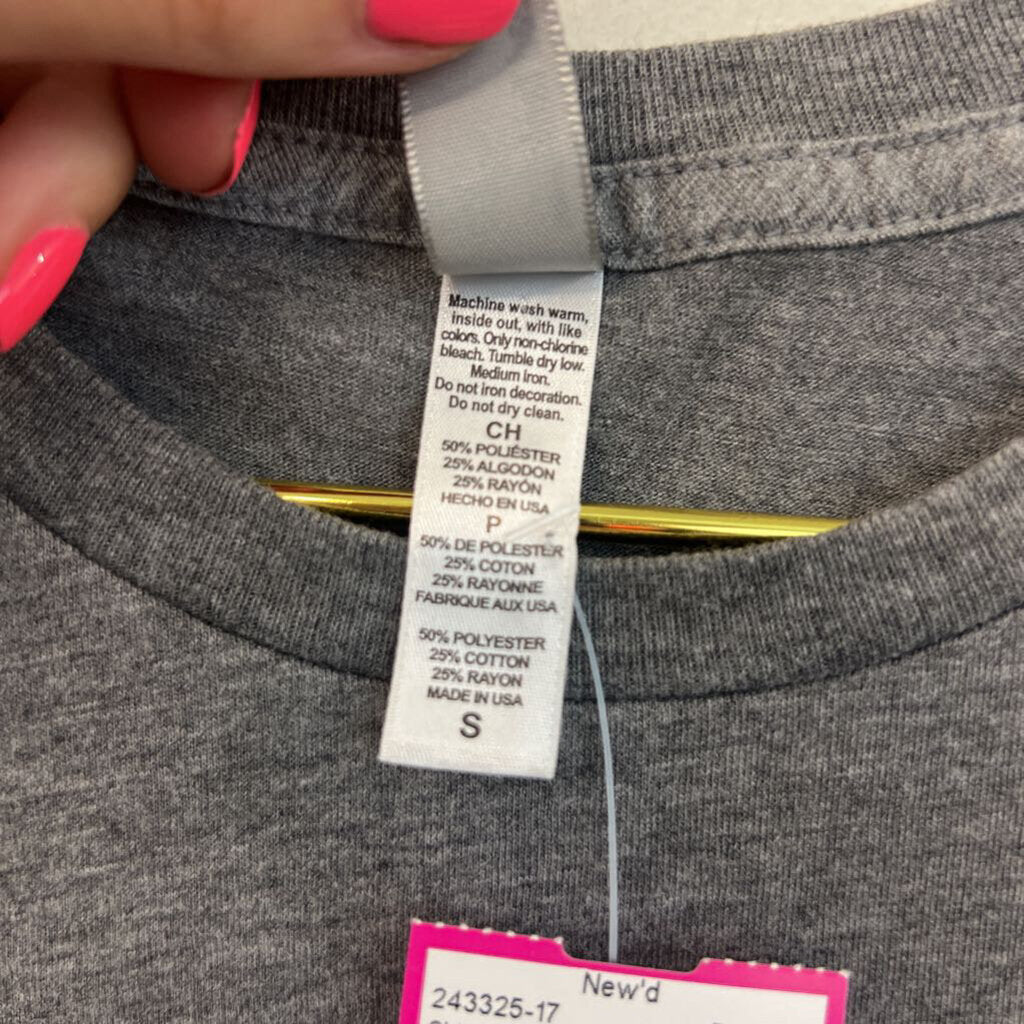 Machine wash warm,
inside out, with like
colors. Only non-chlorine
bleach. Tumble dry low.
Medium Iron.
Do not iron decoration.
Do not dry clean.
CH
50% POLIÉSTER
25% ALGODON
25% RAYÓN
HECHO EN USA
P
50% DE POLESTER
25% COTON
25% RAYONNE
FABRIQUE AUX USA
50% POLYESTER
25% COTTON
25% RAYON
MADE IN USA
S
New'd
243325-17